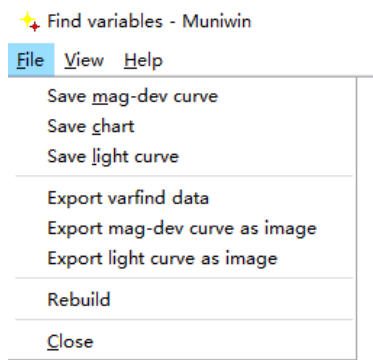 Find variables - Muniwin
File View Help
Save mag-dev curve
Save chart
Save light curve
Export varfind data
Export mag-dev curve as image
Export light curve as image
Rebuild
Close